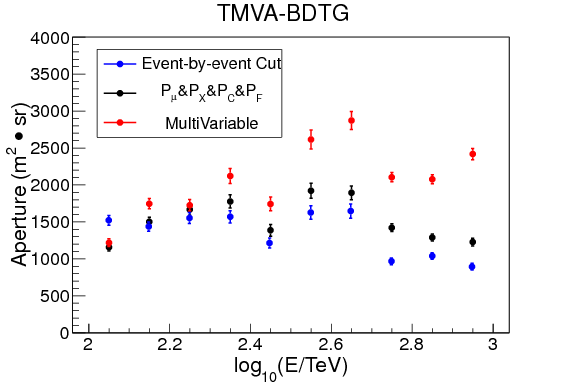 TMVA-BDTG
4000
3500
3000
2500
2000
1500
1000
500
0
Aperture (m² • sr)
Event-by-event Cut
Pμ&PX&PC&PF
MultiVariable
2 2.2 2.4 2.6 2.8 3
log₁₀(E/TeV)